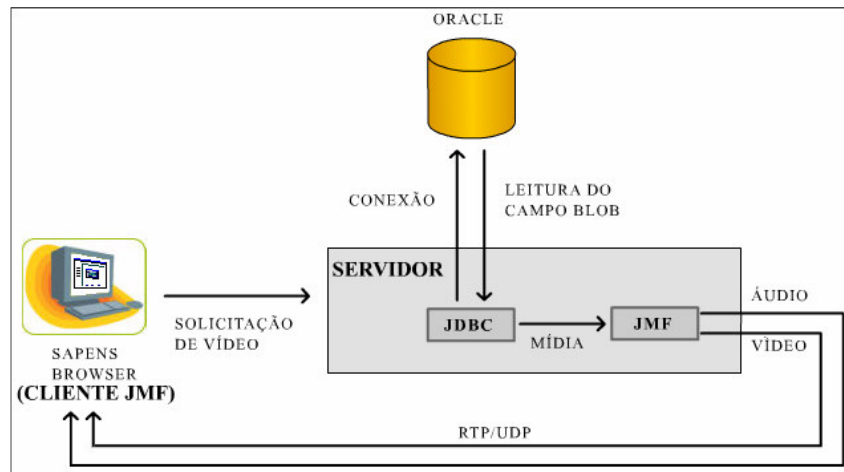 ORACLE
CONEXÃO
LEITURA DO
CAMPO BLOB
SERVIDOR
JDBC
MÍDIA
JMF
ÁUDIO
VÌDEO
SOLICITAÇÃO
DE VÍDEO
SAPENS
BROWSER
(CLIENTE JMF)
RTP/UDP